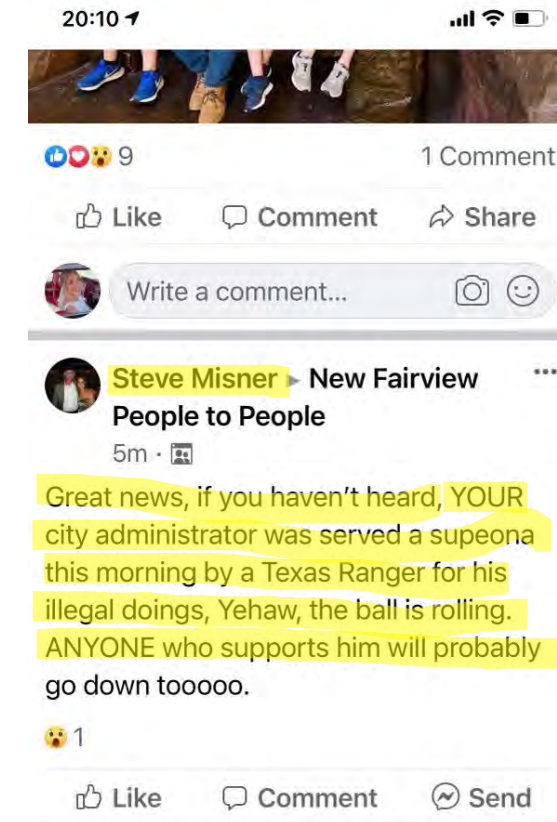 20:10
9 1 Comment
Like Comment Share
Write a comment...
Steve Misner ▸ New Fairview
People to People
5m ·
Great news, if you haven't heard, YOUR
city administrator was served a supeona
this morning by a Texas Ranger for his
illegal doings, Yehaw, the ball is rolling.
ANYONE who supports him will probably
go down tooooo.
1
Like Comment Send